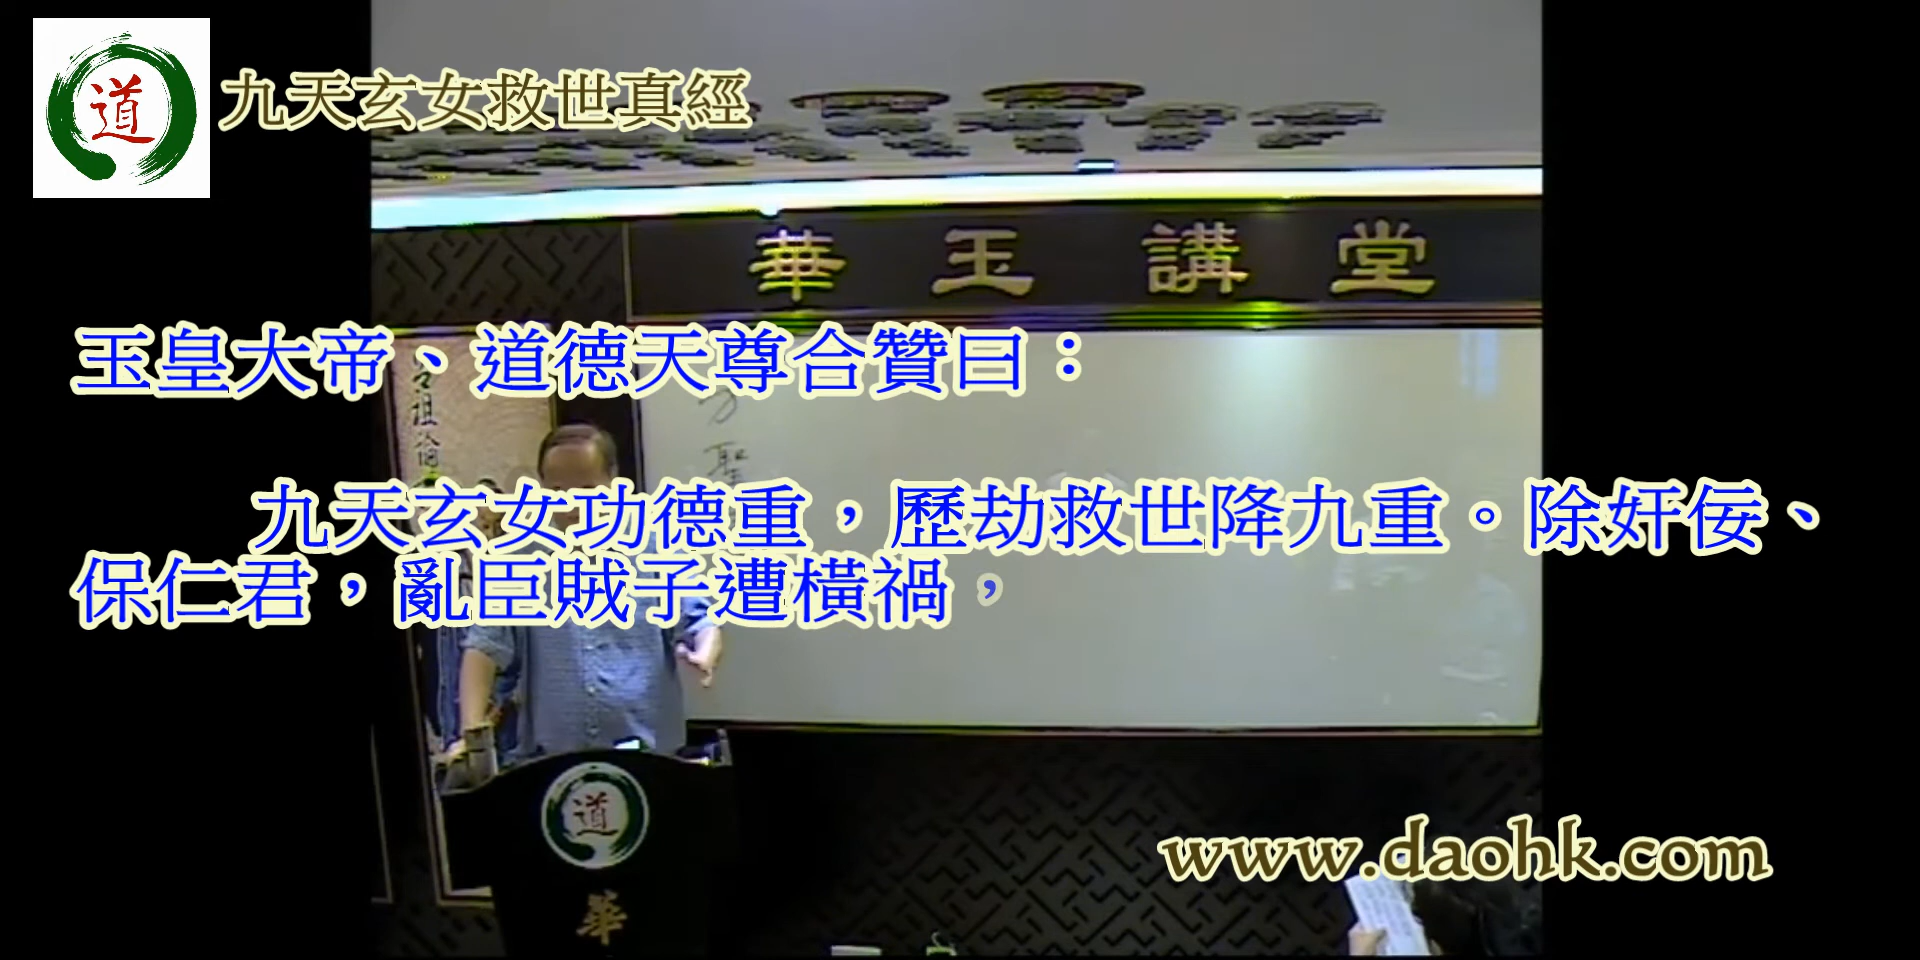 道
九天玄女救世真經
華玉講堂
玉皇大帝、道德天尊合贊曰：
九天玄女功德重，歷劫救世降九重。除奸佞、
保仁君，亂臣賊子遭橫禍，
聖
道
www.daohk.com
華